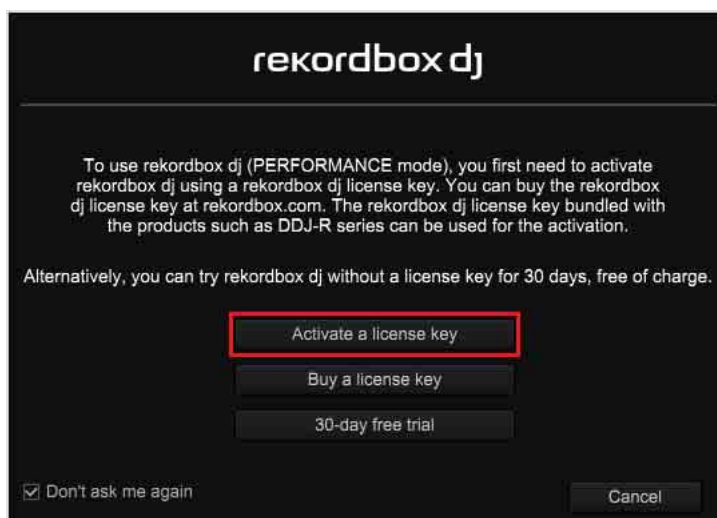 rekordbox dj
To use rekordbox dj (PERFORMANCE mode), you first need to activate
rekordbox dj using a rekordbox dj license key. You can buy the rekordbox
dj license key at rekordbox.com. The rekordbox dj license key bundled with
the products such as DDJ-R series can be used for the activation.
Alternatively, you can try rekordbox dj without a license key for 30 days, free of charge.
Activate a license key
Buy a license key
30-day free trial
Don't ask me again
Cancel